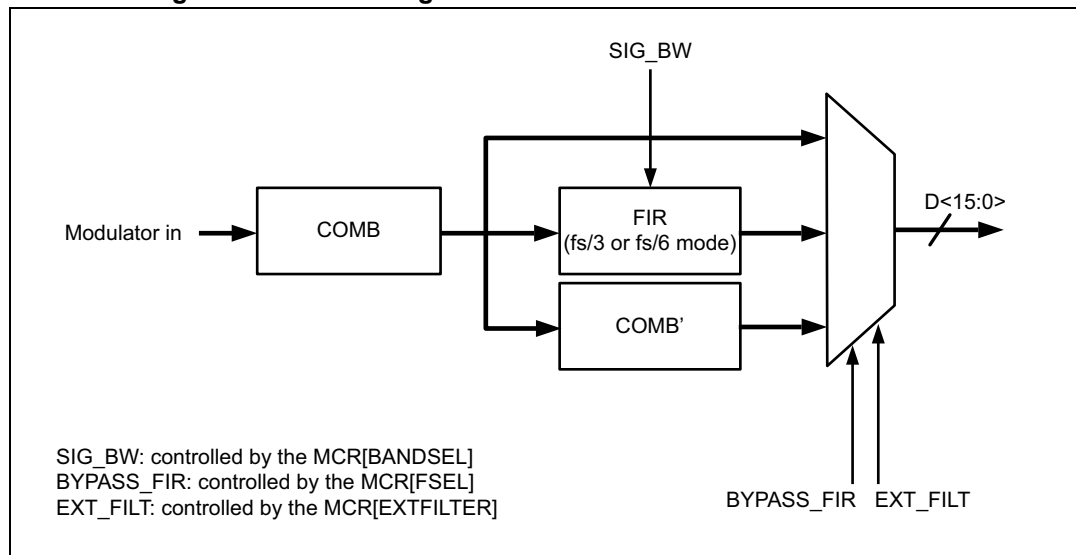 SIG_BW
D<15:0>
Modulator in
COMB
FIR
(fs/3 or fs/6 mode)
COMB’
SIG_BW: controlled by the MCR[BANDSEL]
BYPASS_FIR: controlled by the MCR[FSEL]
EXT_FILT: controlled by the MCR[EXTFILTER]
BYPASS_FIR EXT_FILT